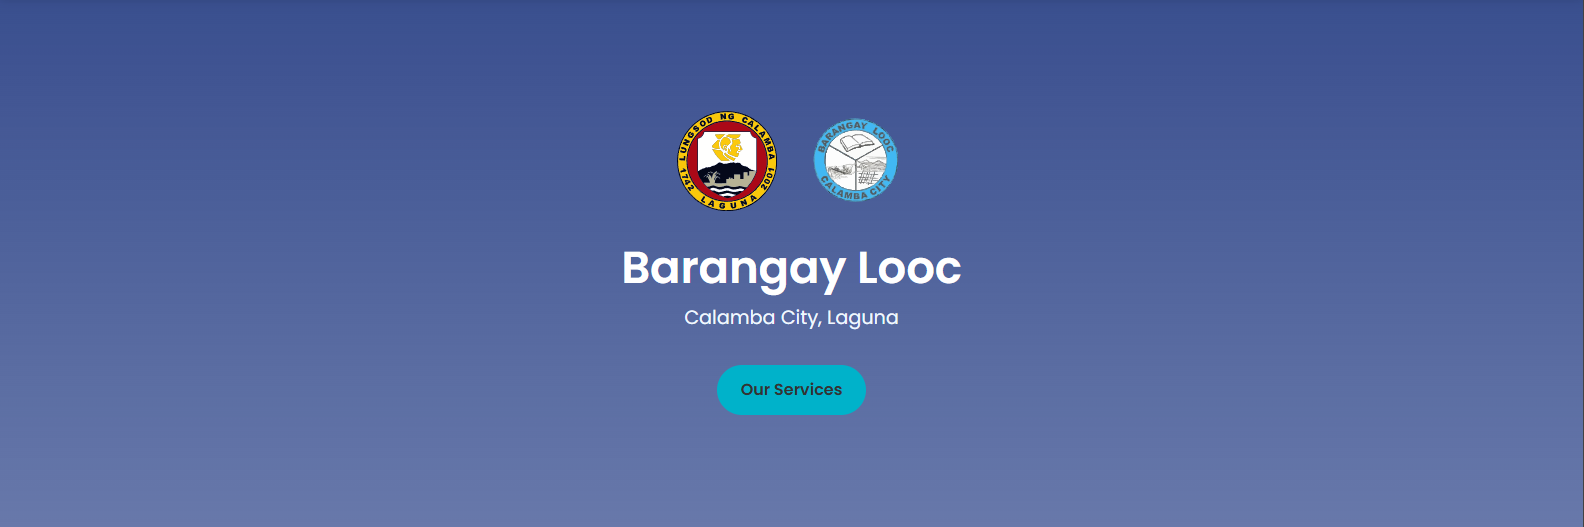 LUNGSOD NG CALAMBA
1742 LAGUNA 2001
BARANGAY LOOC
CALAMBA CITY
Barangay Looc
Calamba City, Laguna
Our Services